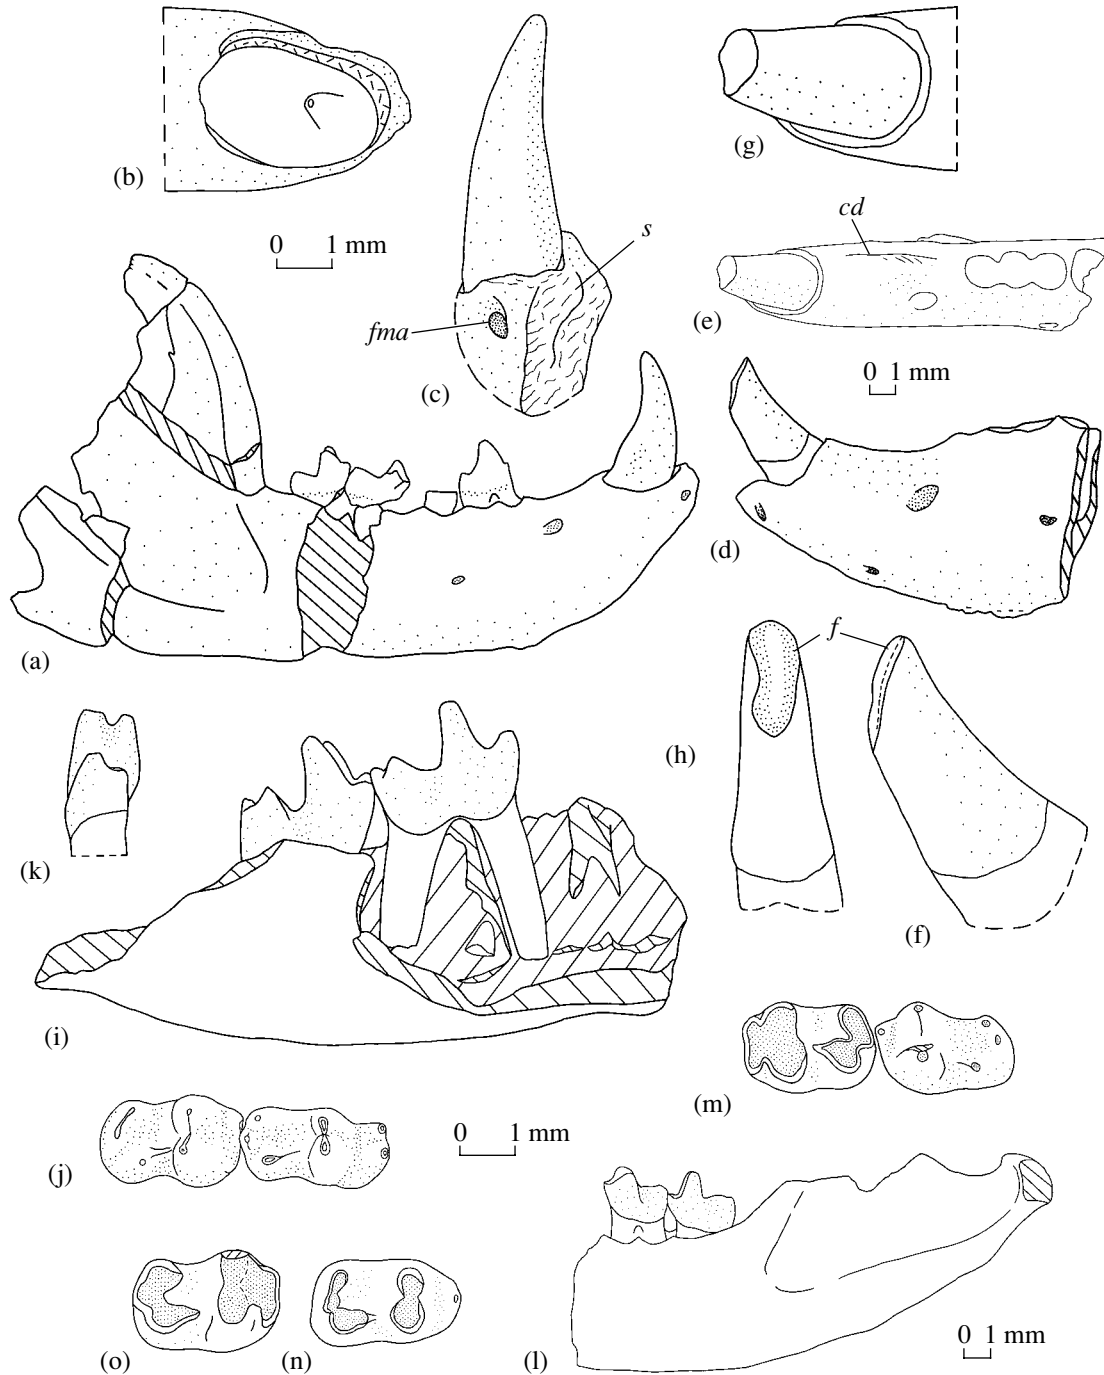 (b)
0 1 mm
s
fma
(c)
(g)
cd
(e)
0 1 mm
(d)
(a)
(k)
f
(h)
(f)
(i)
(m)
(j)
0 1 mm
(o)
(n)
(l)
0 1 mm